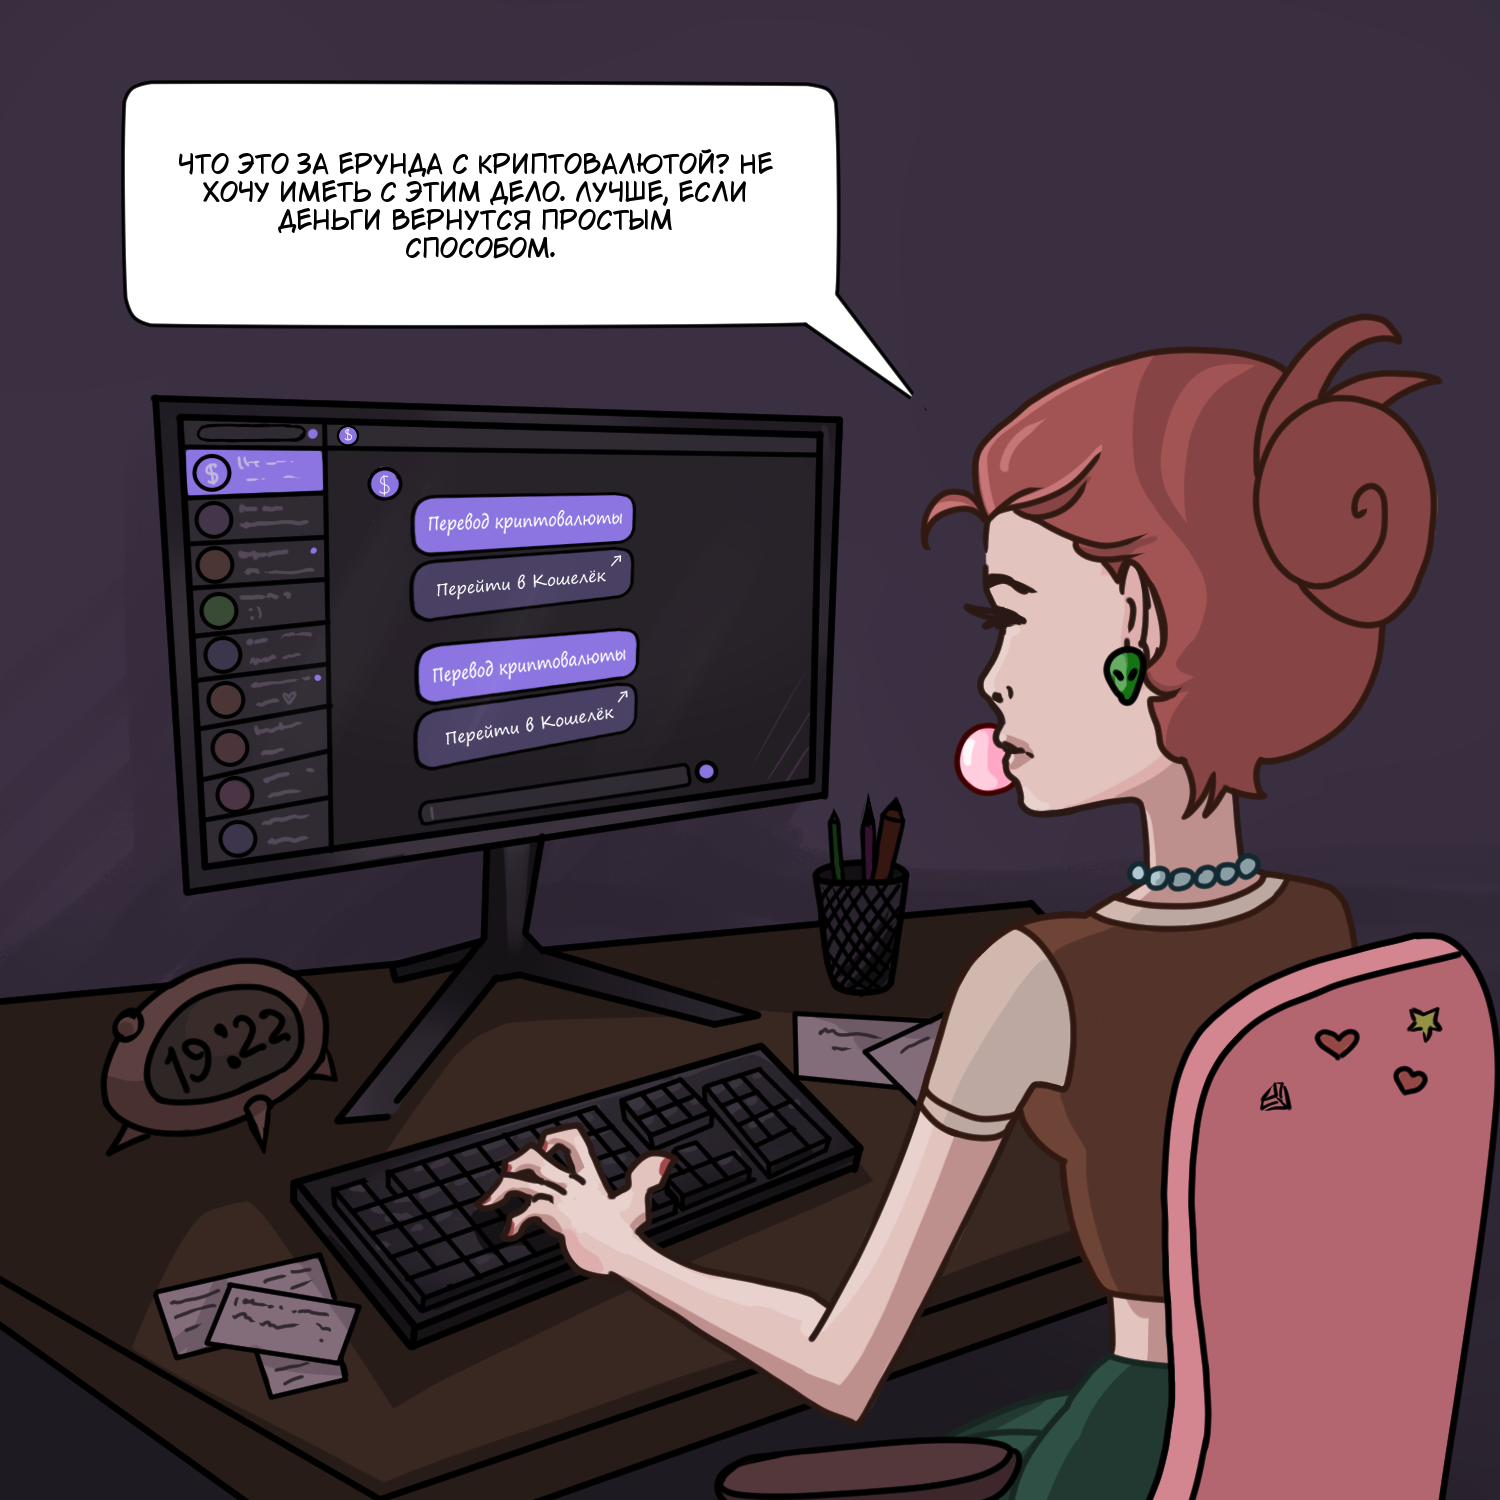 ЧТО ЭТО ЗА ЕРУНДА С КРИПТОВАЛЮТОЙ? НЕ
ХОЧУ ИМЕТЬ С ЭТИМ ДЕЛО. ЛУЧШЕ, ЕСЛИ
ДЕНЬГИ ВЕРНУТСЯ ПРОСТЫМ
СПОСОБОМ.
$
$
$
Перевод криптовалюты
Перейти в Кошелёк
:)
Перевод криптовалюты
Перейти в Кошелёк
19:22